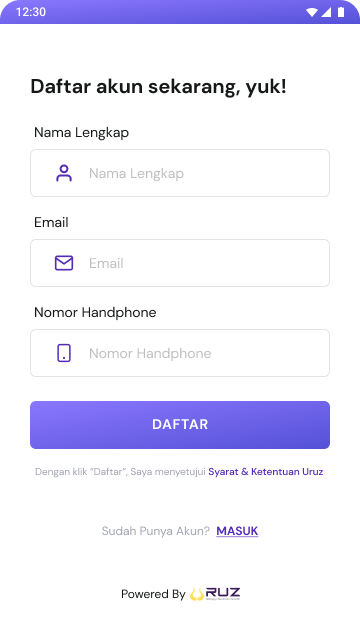 12:30
Daftar akun sekarang, yuk!
Nama Lengkap
Nama Lengkap
Email
Email
Nomor Handphone
Nomor Handphone
DAFTAR
Dengan klik "Daftar", Saya menyetujui Syarat & Ketentuan Uruz
Sudah Punya Akun? MASUK
Powered By RUZ